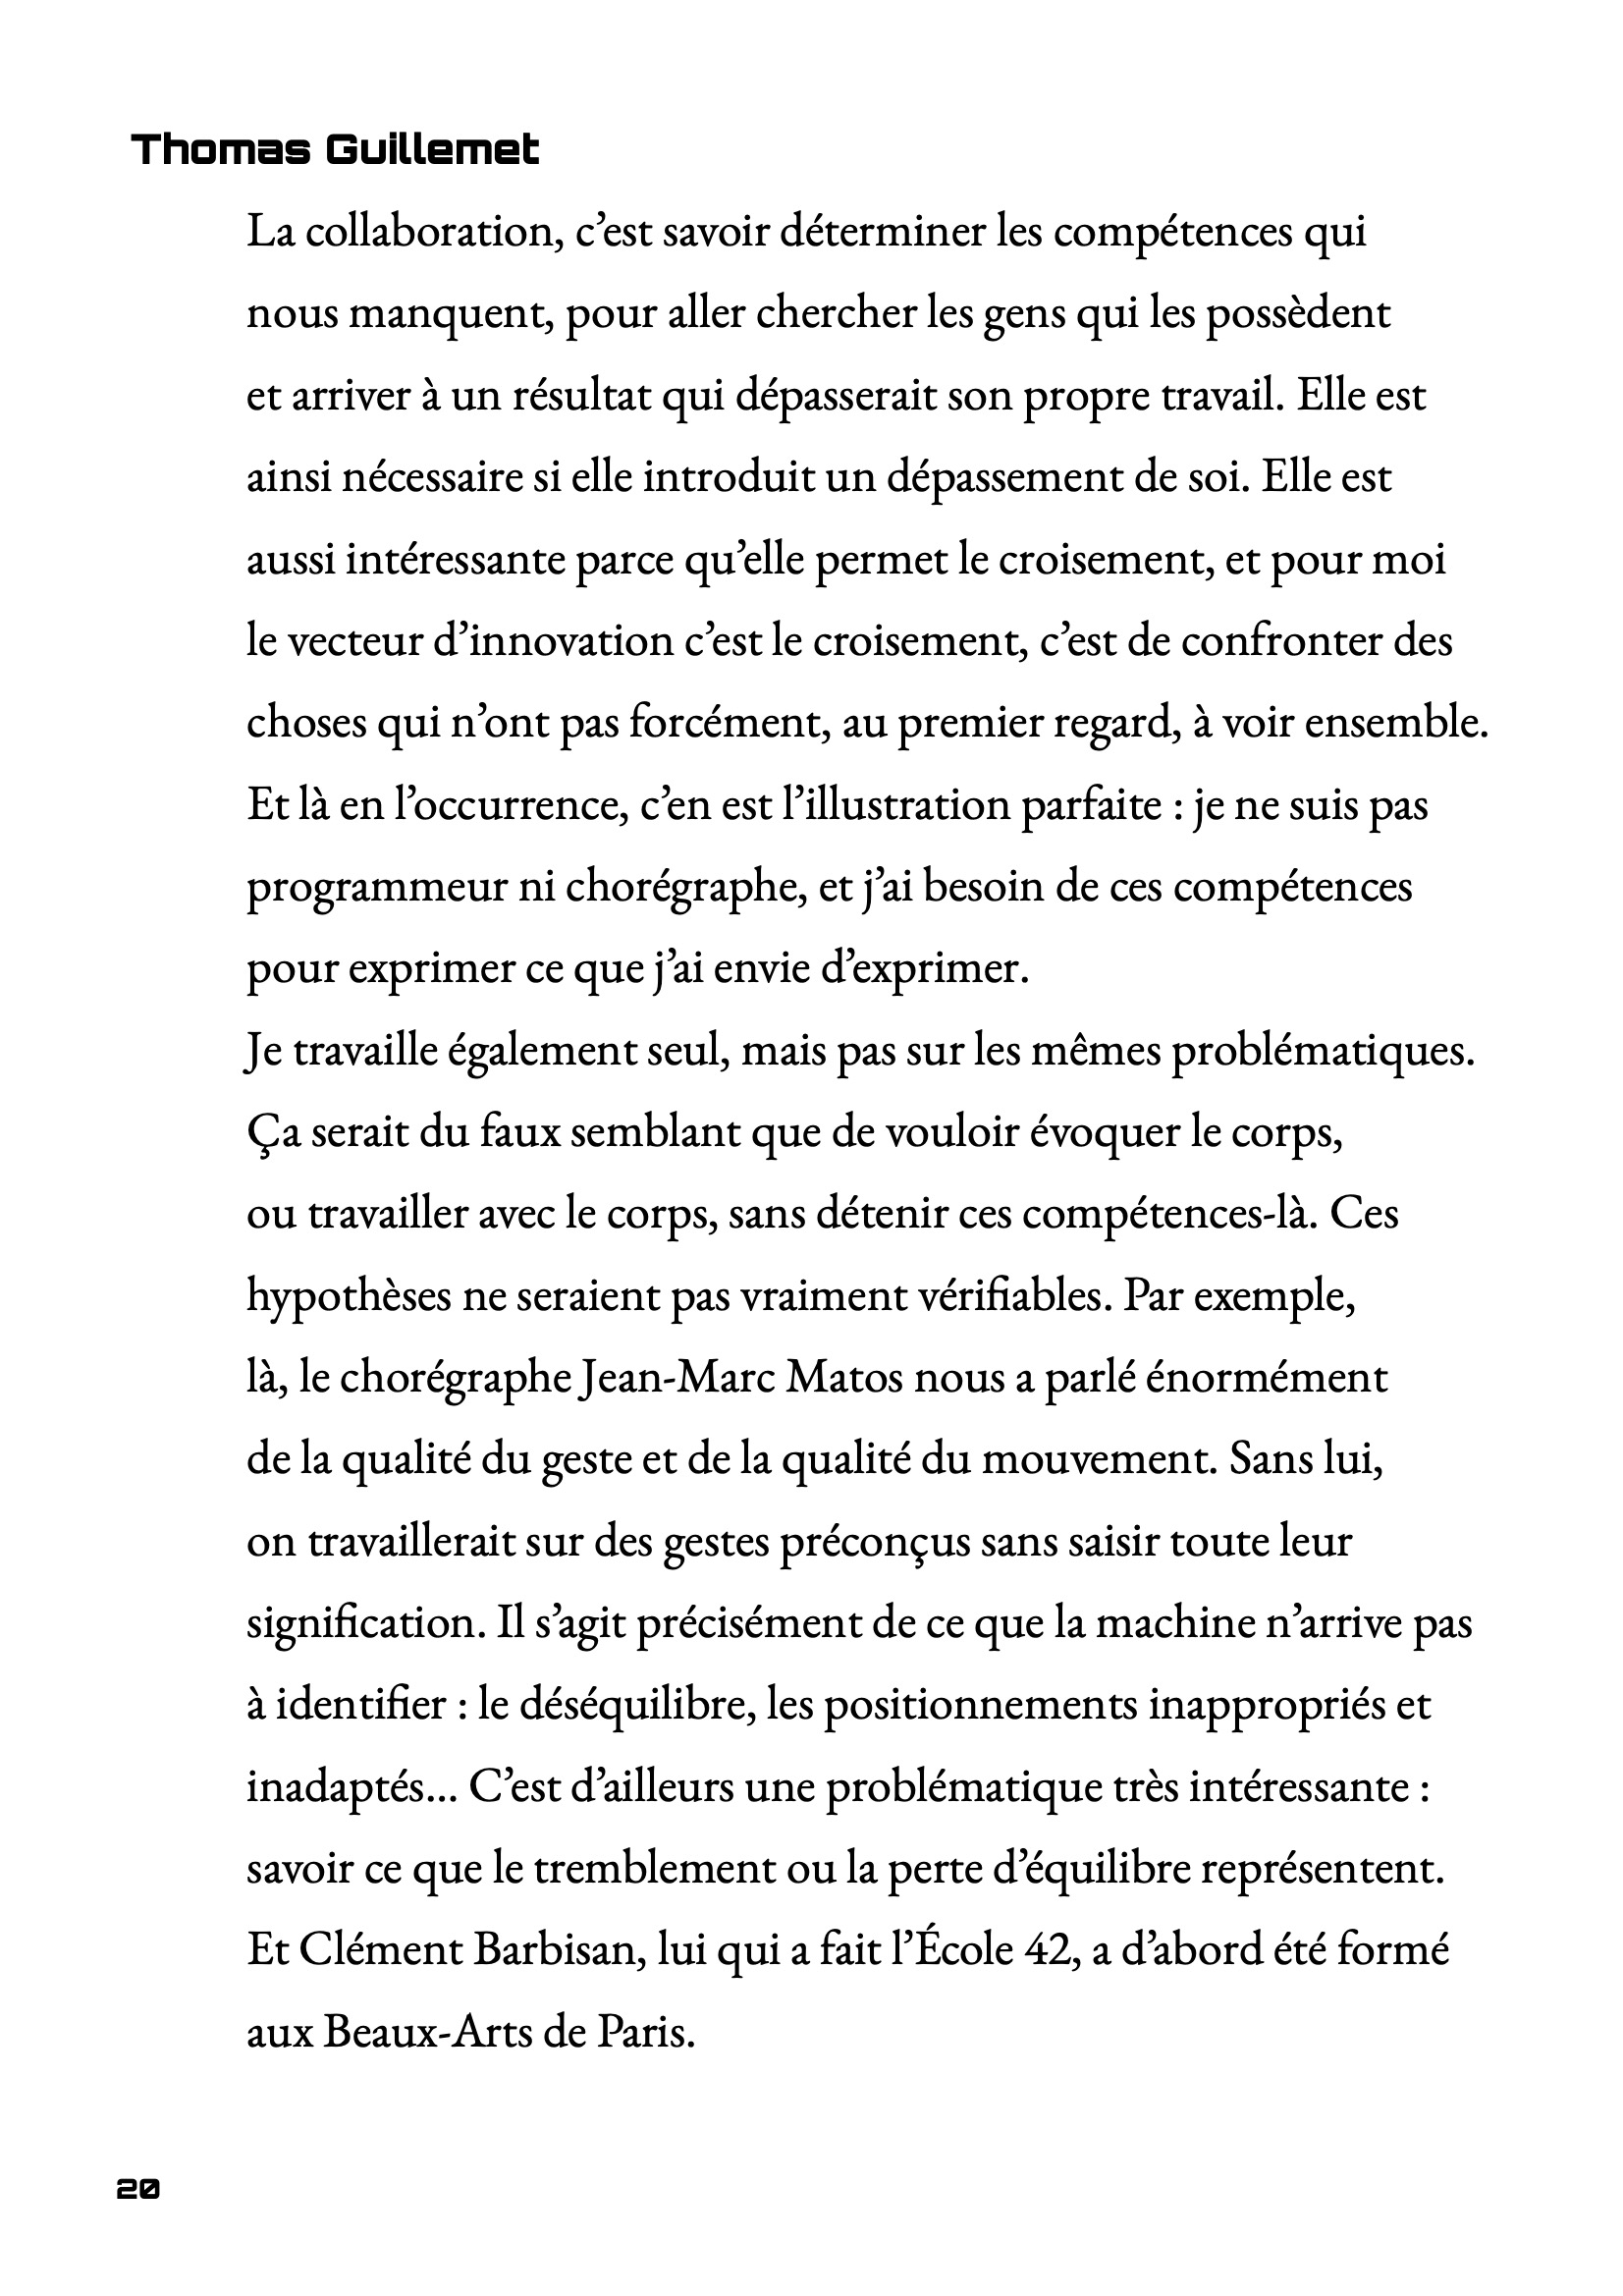 Thomas Guillemet
La collaboration, c’est savoir déterminer les compétences qui
nous manquent, pour aller chercher les gens qui les possèdent
et arriver à un résultat qui dépasserait son propre travail. Elle est
ainsi nécessaire si elle introduit un dépassement de soi. Elle est
aussi intéressante parce qu’elle permet le croisement, et pour moi
le vecteur d’innovation c’est le croisement, c’est de confronter des
choses qui n’ont pas forcément, au premier regard, à voir ensemble.
Et là en l’occurrence, c’en est l’illustration parfaite : je ne suis pas
programmeur ni chorégraphe, et j’ai besoin de ces compétences
pour exprimer ce que j’ai envie d’exprimer.
Je travaille également seul, mais pas sur les mêmes problématiques.
Ça serait du faux semblant que de vouloir évoquer le corps,
ou travailler avec le corps, sans détenir ces compétences-là. Ces
hypothèses ne seraient pas vraiment vérifiables. Par exemple,
là, le chorégraphe Jean-Marc Matos nous a parlé énormément
de la qualité du geste et de la qualité du mouvement. Sans lui,
on travaillerait sur des gestes préconçus sans saisir toute leur
signification. Il s’agit précisément de ce que la machine n’arrive pas
à identifier : le déséquilibre, les positionnements inappropriés et
inadaptés… C’est d’ailleurs une problématique très intéressante :
savoir ce que le tremblement ou la perte d’équilibre représentent.
Et Clément Barbisan, lui qui a fait l’École 42, a d’abord été formé
aux Beaux-Arts de Paris.
20